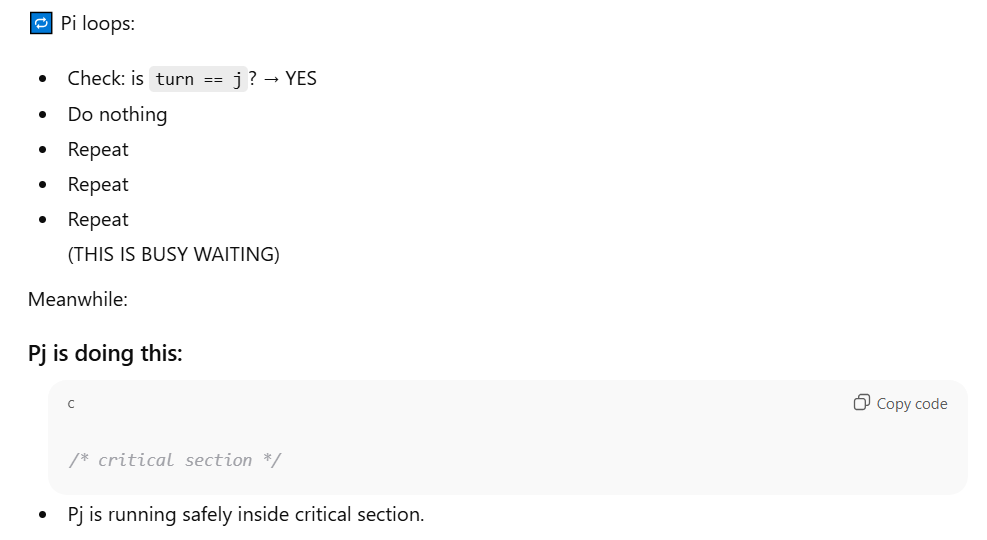 🔁 Pi loops:
• Check: is turn == j? → YES
• Do nothing
• Repeat
• Repeat
• Repeat
(THIS IS BUSY WAITING)
Meanwhile:
Pj is doing this:
c Copy code
/* critical section */
• Pj is running safely inside critical section.